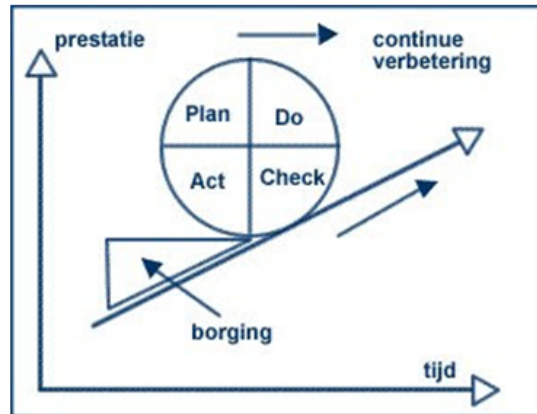 prestatie
continue
verbetering
Plan
Do
Act
Check
borging
tijd